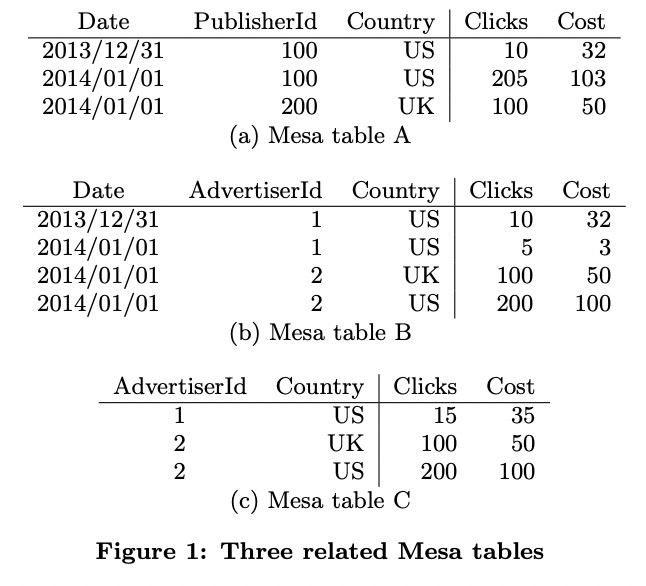 Date PublisherId Country Clicks Cost
2013/12/31 100 US 10 32
2014/01/01 100 US 205 103
2014/01/01 200 UK 100 50
(a) Mesa table A
Date AdvertiserId Country Clicks Cost
2013/12/31 1 US 10 32
2014/01/01 1 US 5 3
2014/01/01 2 UK 100 50
2014/01/01 2 US 200 100
(b) Mesa table B
AdvertiserId Country Clicks Cost
1 US 15 35
2 UK 100 50
2 US 200 100
(c) Mesa table C
Figure 1: Three related Mesa tables